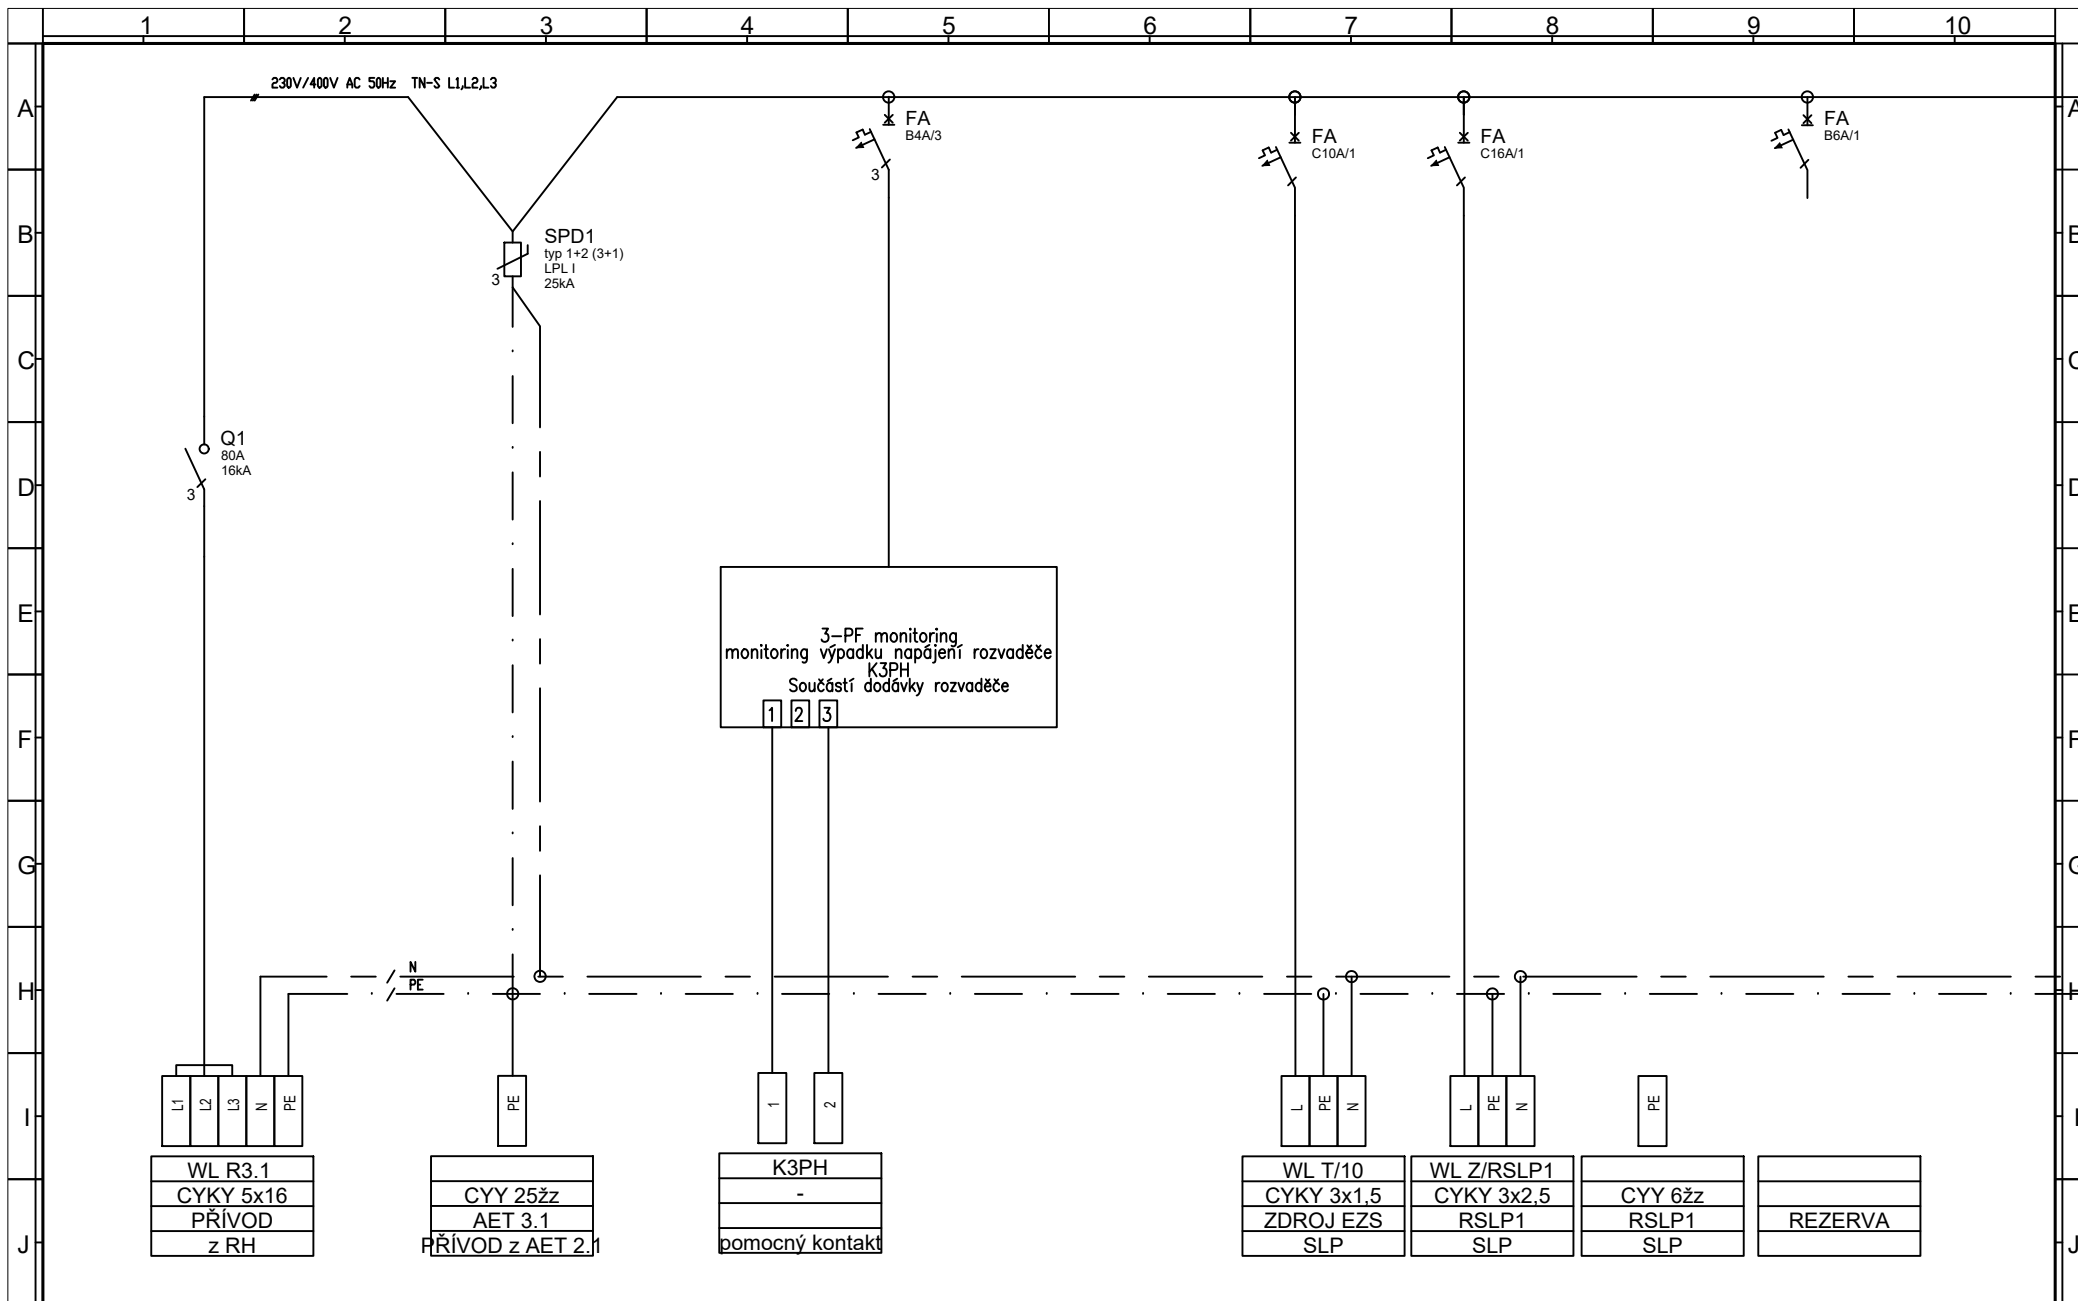 1 2 3 4 5 6 7 8 9 10
230V/400V AC 50Hz TN-S L1,L2,L3
A
A
FA
B4A/3
3
FA
C10A/1
FA
C16A/1
FA
B6A/1
B
SPD1
typ 1+2 (3+1)
LPL I
25kA
3
C
Q1
80A
16kA
3
D
D
E
E
3-PF monitoring
monitoring výpadku napájení rozvaděče
K3PH
Součástí dodávky rozvaděče
1 2 3
F
F
G
N
PE
H
I
L1 L2 L3 N PE
PE
1 2
L PE N
L PE N
PE
J
J
WL R3.1
CYKY 5x16
PŘÍVOD
z RH
CYY 25žz
AET 3.1
PŘÍVOD z AET 2.1
K3PH
-
pomocný kontakt
WL T/10
CYKY 3x1,5
ZDROJ EZS
SLP
WL Z/RSLP1
CYKY 3x2,5
RSLP1
SLP
CYY 6žz
RSLP1
SLP
REZERVA